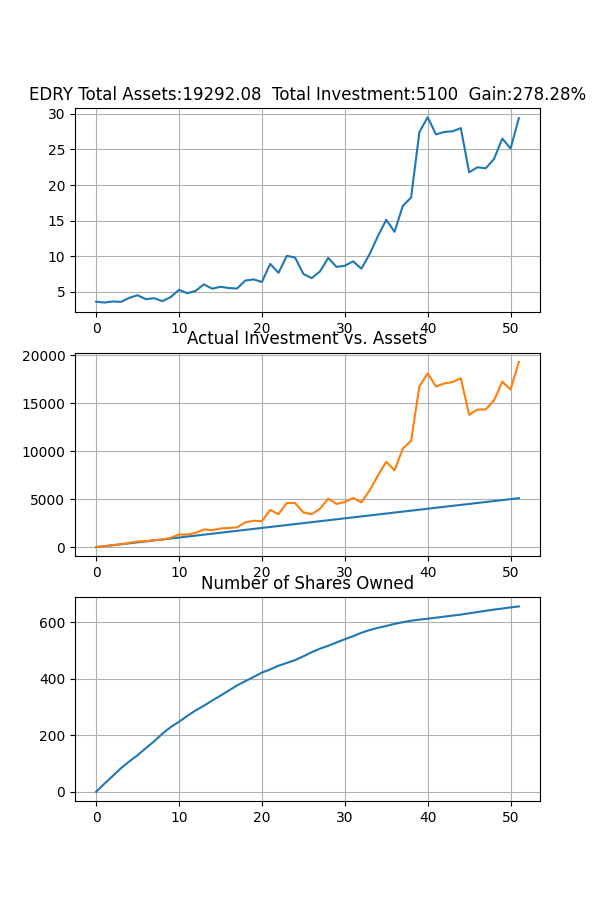 EDRY Total Assets:19292.08  Total Investment:5100  Gain:278.28%
30
25
20
15
10
5
0 10 20 30 40 50
Actual Investment vs. Assets
20000
15000
10000
5000
0
0 10 20 30 40 50
Number of Shares Owned
600
400
200
0
0 10 20 30 40 50